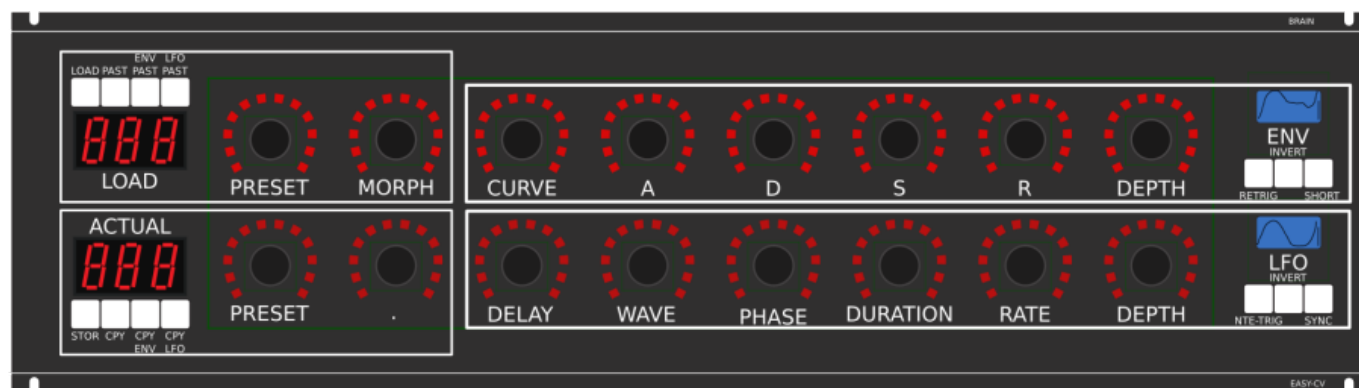 BRAIN
ENV LFO
LOAD PAST PAST PAST
888
LOAD
PRESET MORPH
CURVE A D S R DEPTH
ENV
INVERT
RETRIG SHORT
ACTUAL
888
PRESET .
STOR CPY CPY CPY
ENV LFO
DELAY WAVE PHASE DURATION RATE DEPTH
LFO
INVERT
NTE-TRIG SYNC
EASY-CV